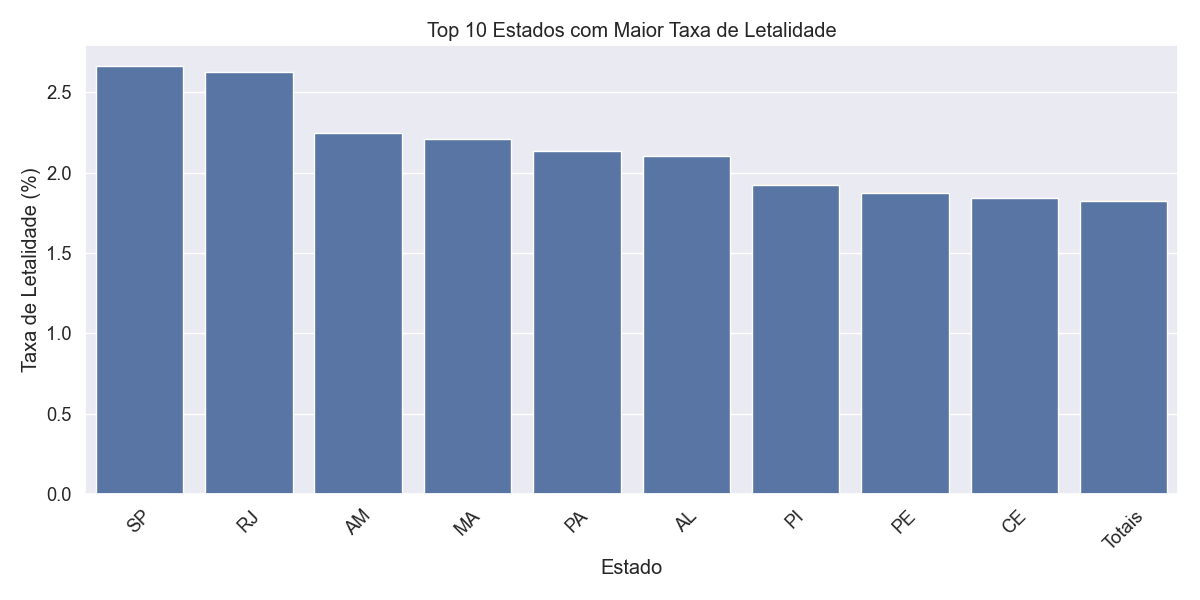 Top 10 Estados com Maior Taxa de Letalidade
Taxa de Letalidade (%)
2.5
2.0
1.5
1.0
0.5
0.0
SP
RJ
AM
MA
PA
AL
PI
PE
CE
Totais
Estado